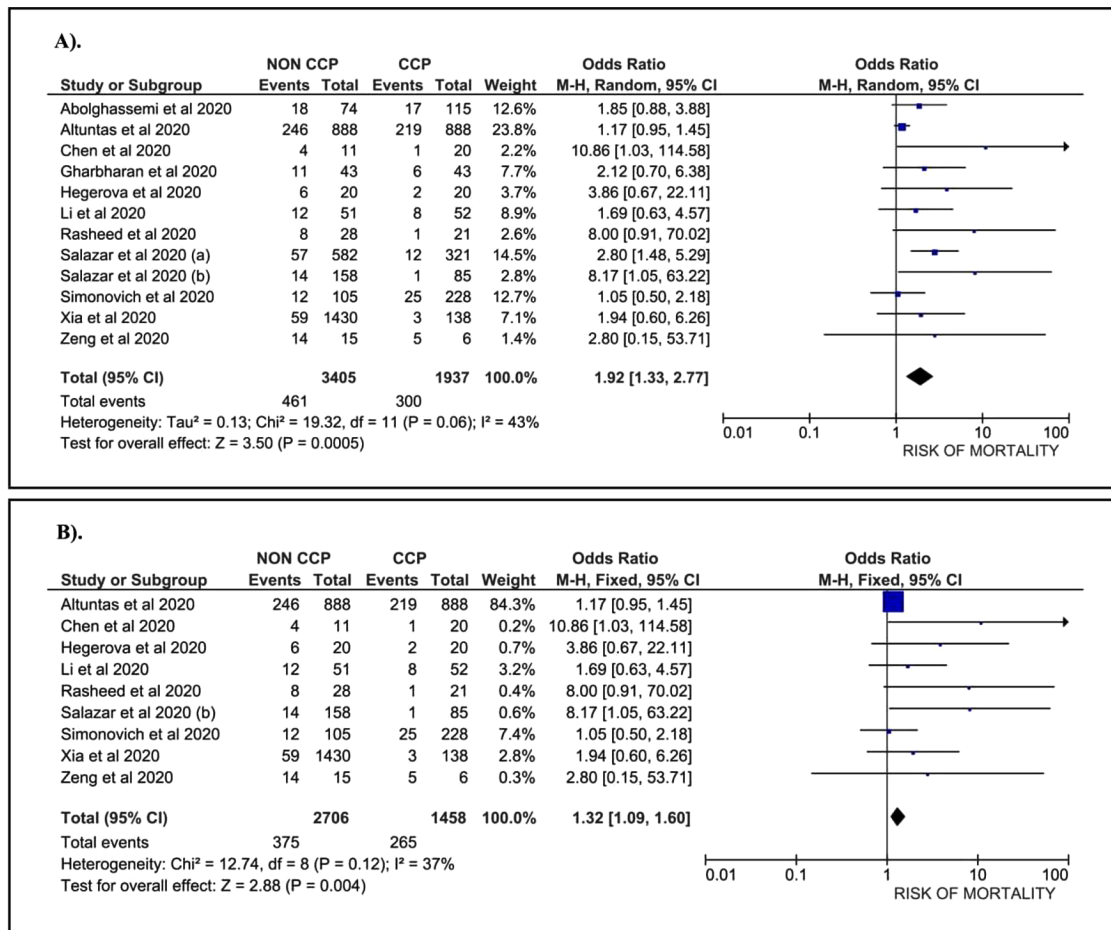 A).
NON CCP CCP Odds Ratio Odds Ratio
Study or Subgroup Events Total Events Total Weight M-H, Random, 95% CI M-H, Random, 95% CI
Abolghassemi et al 2020 18 74 17 115 12.6% 1.85 [0.88, 3.88]
Altuntas et al 2020 246 888 219 888 23.8% 1.17 [0.95, 1.45]
Chen et al 2020 4 11 1 20 2.2% 10.86 [1.03, 114.58]
Gharbharan et al 2020 11 43 6 43 7.7% 2.12 [0.70, 6.38]
Hegerova et al 2020 6 20 2 20 3.7% 3.86 [0.67, 22.11]
Li et al 2020 12 51 8 52 8.9% 1.69 [0.63, 4.57]
Rasheed et al 2020 8 28 1 21 2.6% 8.00 [0.91, 70.02]
Salazar et al 2020 (a) 57 582 12 321 14.5% 2.80 [1.48, 5.29]
Salazar et al 2020 (b) 14 158 1 85 2.8% 8.17 [1.05, 63.22]
Simonovich et al 2020 12 105 25 228 12.7% 1.05 [0.50, 2.18]
Xia et al 2020 59 1430 3 138 7.1% 1.94 [0.60, 6.26]
Zeng et al 2020 14 15 5 6 1.4% 2.80 [0.15, 53.71]
Total (95% CI) 3405 1937 100.0% 1.92 [1.33, 2.77]
Total events 461 300
Heterogeneity: Tau² = 0.13; Chi² = 19.32, df = 11 (P = 0.06); I² = 43%
Test for overall effect: Z = 3.50 (P = 0.0005)
0.01 0.1 1 10 100
RISK OF MORTALITY
B).
NON CCP CCP Odds Ratio Odds Ratio
Study or Subgroup Events Total Events Total Weight M-H, Fixed, 95% CI M-H, Fixed, 95% CI
Altuntas et al 2020 246 888 219 888 84.3% 1.17 [0.95, 1.45]
Chen et al 2020 4 11 1 20 0.2% 10.86 [1.03, 114.58]
Hegerova et al 2020 6 20 2 20 0.7% 3.86 [0.67, 22.11]
Li et al 2020 12 51 8 52 3.2% 1.69 [0.63, 4.57]
Rasheed et al 2020 8 28 1 21 0.4% 8.00 [0.91, 70.02]
Salazar et al 2020 (b) 14 158 1 85 0.6% 8.17 [1.05, 63.22]
Simonovich et al 2020 12 105 25 228 7.4% 1.05 [0.50, 2.18]
Xia et al 2020 59 1430 3 138 2.8% 1.94 [0.60, 6.26]
Zeng et al 2020 14 15 5 6 0.3% 2.80 [0.15, 53.71]
Total (95% CI) 2706 1458 100.0% 1.32 [1.09, 1.60]
Total events 375 265
Heterogeneity: Chi² = 12.74, df = 8 (P = 0.12); I² = 37%
Test for overall effect: Z = 2.88 (P = 0.004)
0.01 0.1 1 10 100
RISK OF MORTALITY